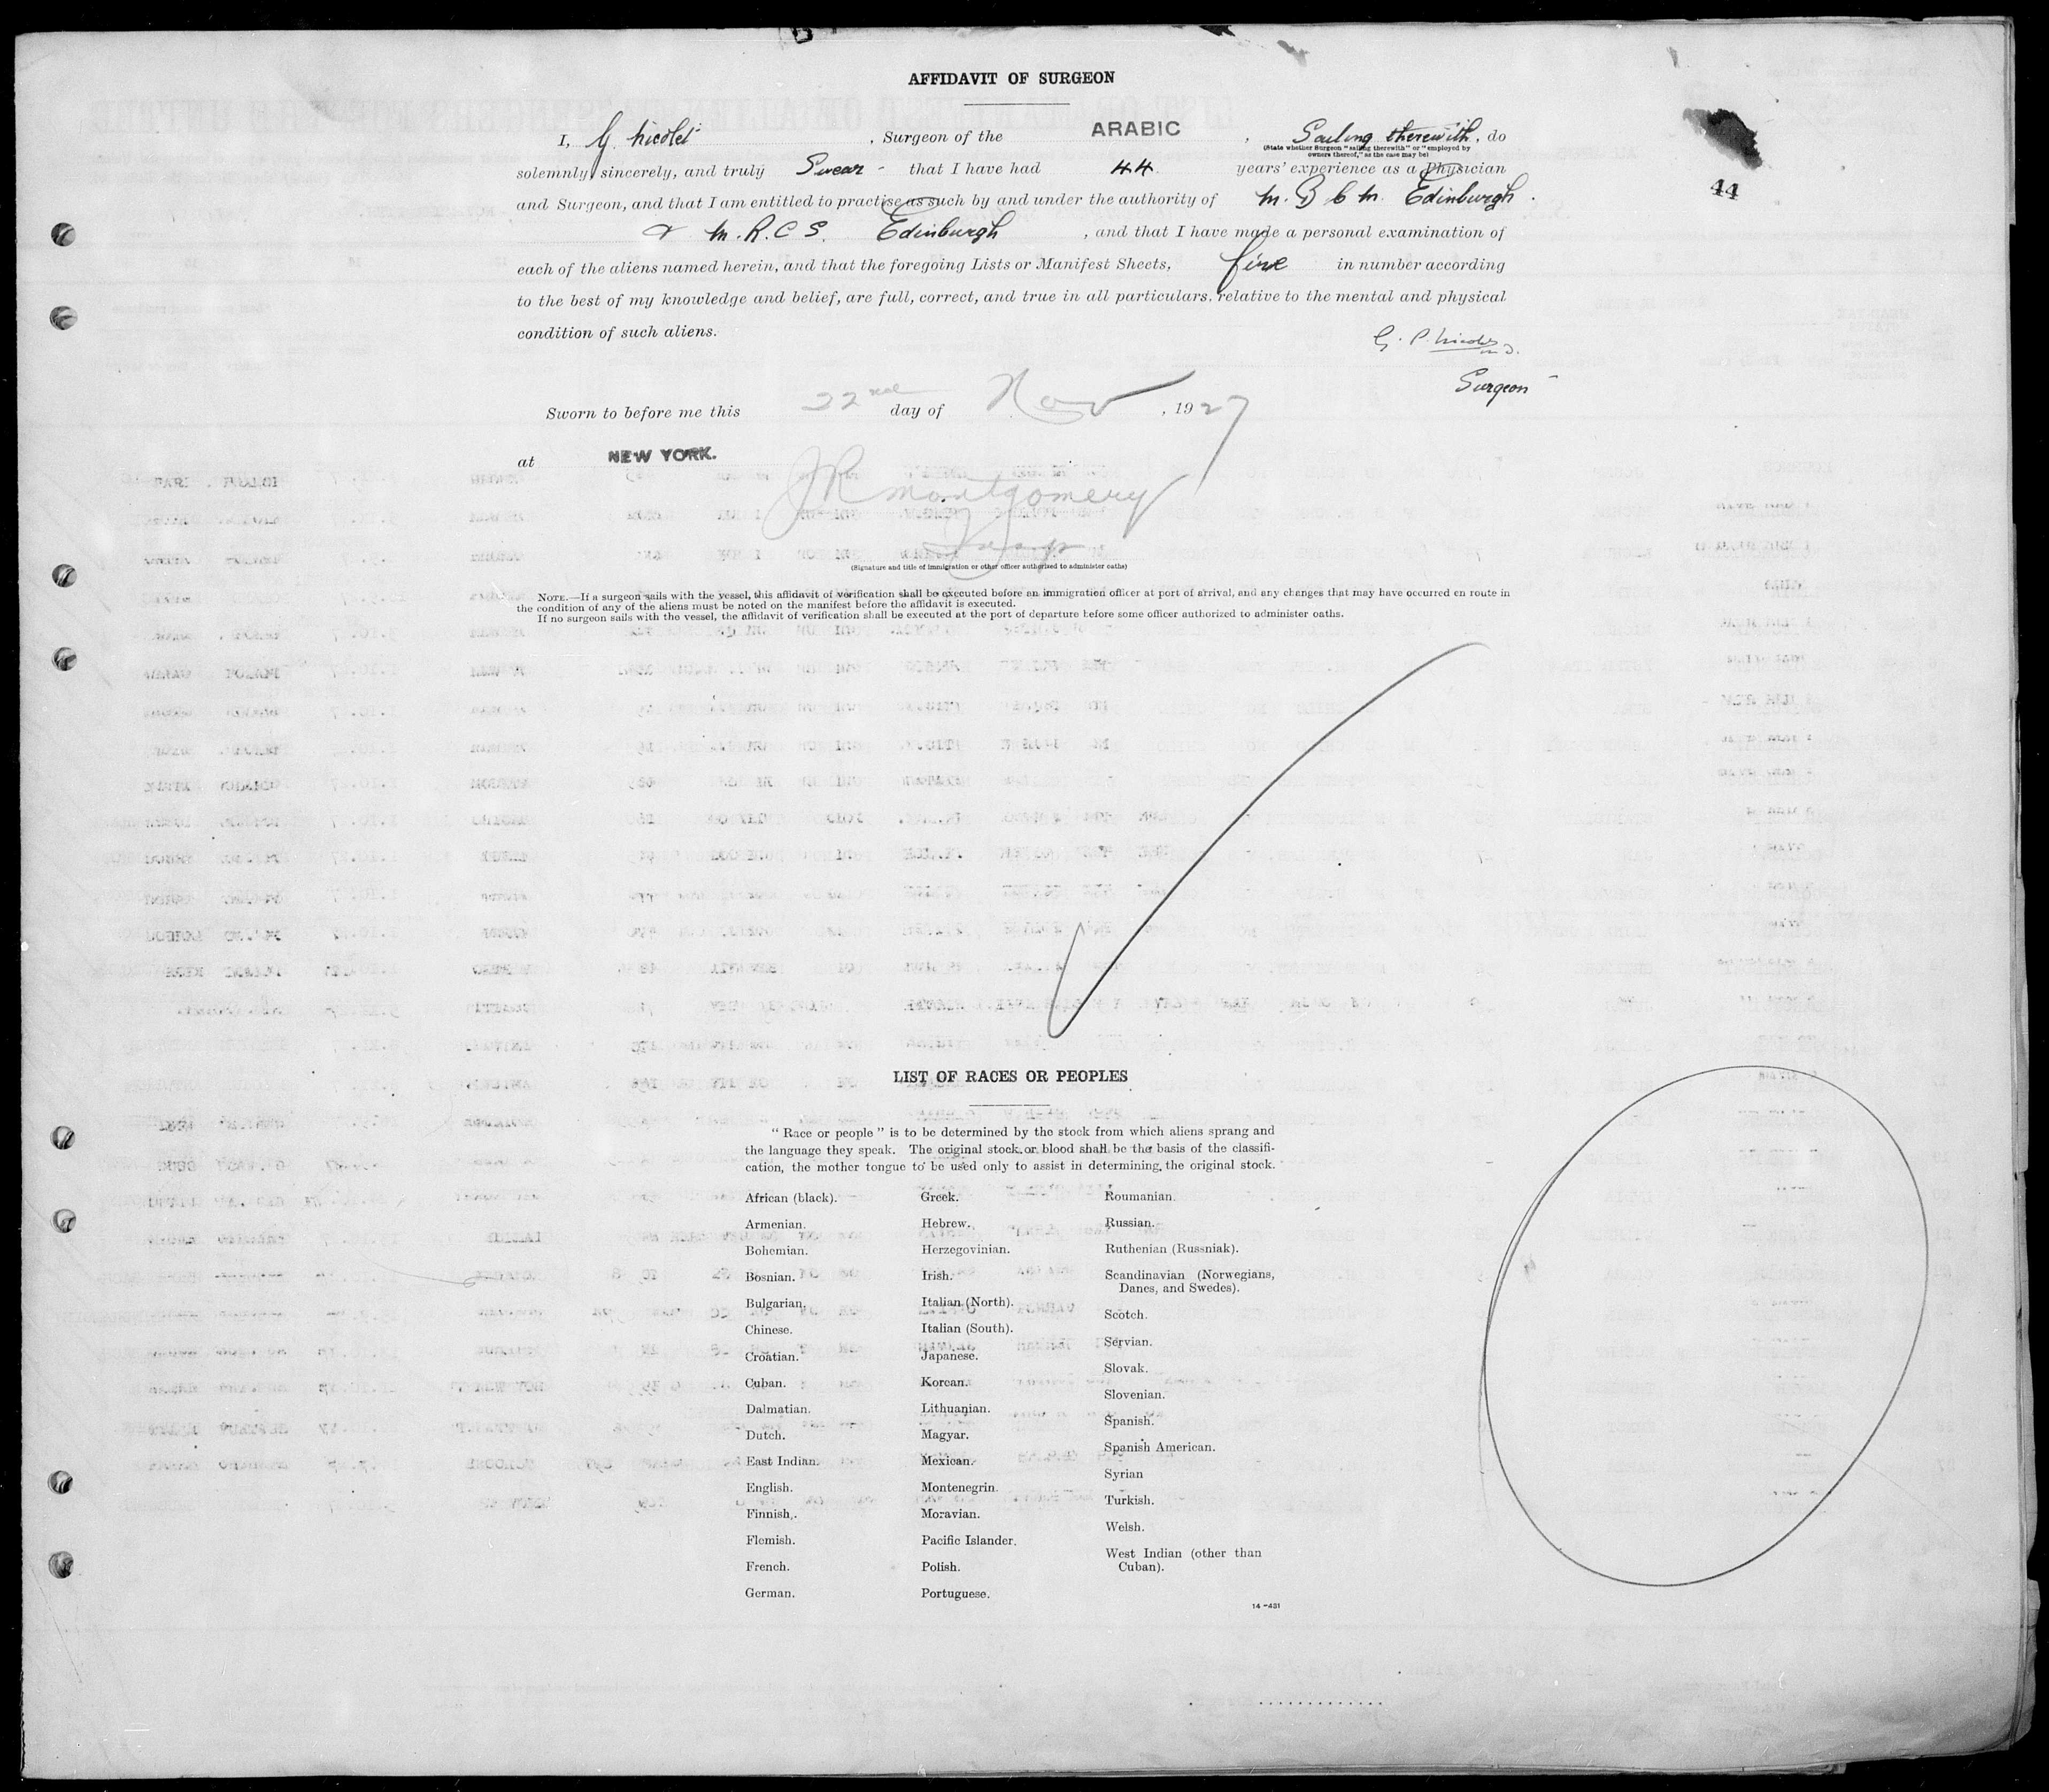 AFFIDAVIT OF SURGEON
I, G. Nicolet, Surgeon of the ARABIC, Sailing therewith, do
(State whether Surgeon "sailing therewith" or "employed by
owners thereof," as the case may be)
solemnly, sincerely, and truly Swear - that I have had 44 years' experience as a Physician
44
and Surgeon, and that I am entitled to practise as such by and under the authority of M.B C M. Edinburgh.
& M.R.C S. Edinburgh, and that I have made a personal examination of
each of the aliens named herein, and that the foregoing Lists or Manifest Sheets, five in number according
to the best of my knowledge and belief, are full, correct, and true in all particulars, relative to the mental and physical
condition of such aliens.
G. P.
Surgeon
Sworn to before me this 22nd day of Nov, 1927
at NEW YORK.
JR Montgomery
Insp
(Signature and title of immigration or other officer authorized to administer oaths)
NOTE.—If a surgeon sails with the vessel, this affidavit of verification shall be executed before an immigration officer at port of arrival, and any changes that may have occurred en route in
the condition of any of the aliens must be noted on the manifest before the affidavit is executed.
If no surgeon sails with the vessel, the affidavit of verification shall be executed at the port of departure before some officer authorized to administer oaths.
LIST OF RACES OR PEOPLES
"Race or people" is to be determined by the stock from which aliens sprang and
the language they speak. The original stock or blood shall be the basis of the classifi-
cation, the mother tongue to be used only to assist in determining the original stock.
African (black).
Armenian.
Bohemian.
Bosnian.
Bulgarian.
Chinese.
Croatian.
Cuban.
Dalmatian.
Dutch.
East Indian.
English.
Finnish.
Flemish.
French.
German.
Greek.
Hebrew.
Herzegovinian.
Irish.
Italian (North).
Italian (South).
Japanese.
Korean.
Lithuanian.
Magyar.
Mexican.
Montenegrin.
Moravian.
Pacific Islander.
Polish.
Portuguese.
Roumanian.
Russian.
Ruthenian (Russniak).
Scandinavian (Norwegians,
Danes, and Swedes).
Scotch.
Servian.
Slovak.
Slovenian.
Spanish.
Spanish American.
Syrian
Turkish.
Welsh.
West Indian (other than
Cuban).
14-431